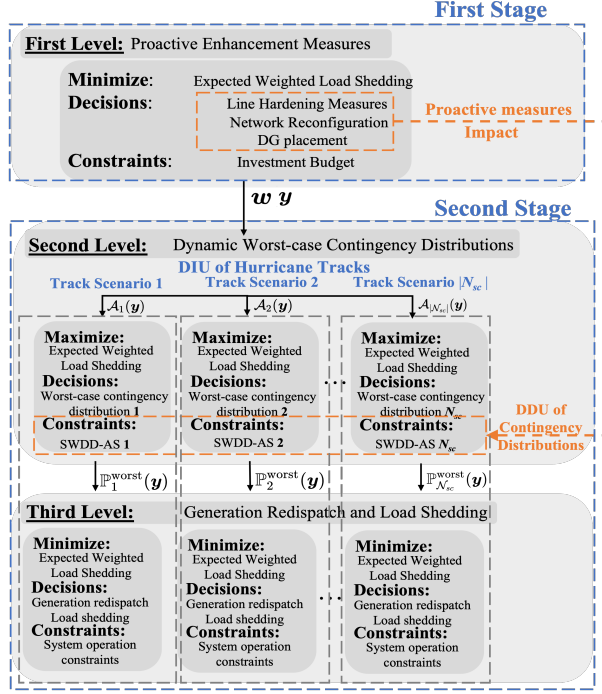 First Stage
First Level: Proactive Enhancement Measures
Minimize: Expected Weighted Load Shedding
Decisions: Line Hardening Measures
Network Reconfiguration
DG placement
Constraints: Investment Budget
Proactive measures
Impact
w y
Second Stage
Second Level: Dynamic Worst-case Contingency Distributions
DIU of Hurricane Tracks
Track Scenario 1 Track Scenario 2 Track Scenario |N_sc|
𝒜_1(y) 𝒜_2(y) 𝒜_|𝒩_sc|(y)
Maximize:
Expected Weighted
Load Shedding
Decisions:
Worst-case contingency
distribution 1
Constraints:
SWDD-AS 1
Maximize:
Expected Weighted
Load Shedding
Decisions:
Worst-case contingency
distribution 2
Constraints:
SWDD-AS 2
...
Maximize:
Expected Weighted
Load Shedding
Decisions:
Worst-case contingency
distribution N_sc
Constraints:
SWDD-AS N_sc
DDU of
Contingency
Distributions
ℙ_1^worst(y) ℙ_2^worst(y) ℙ_𝒩_sc^worst(y)
Third Level: Generation Redispatch and Load Shedding
Minimize:
Expected Weighted
Load Shedding
Decisions:
Generation redispatch
Load shedding
Constraints:
System operation
constraints
Minimize:
Expected Weighted
Load Shedding
Decisions:
Generation redispatch
Load shedding
Constraints:
System operation
constraints
...
Minimize:
Expected Weighted
Load Shedding
Decisions:
Generation redispatch
Load shedding
Constraints:
System operation
constraints